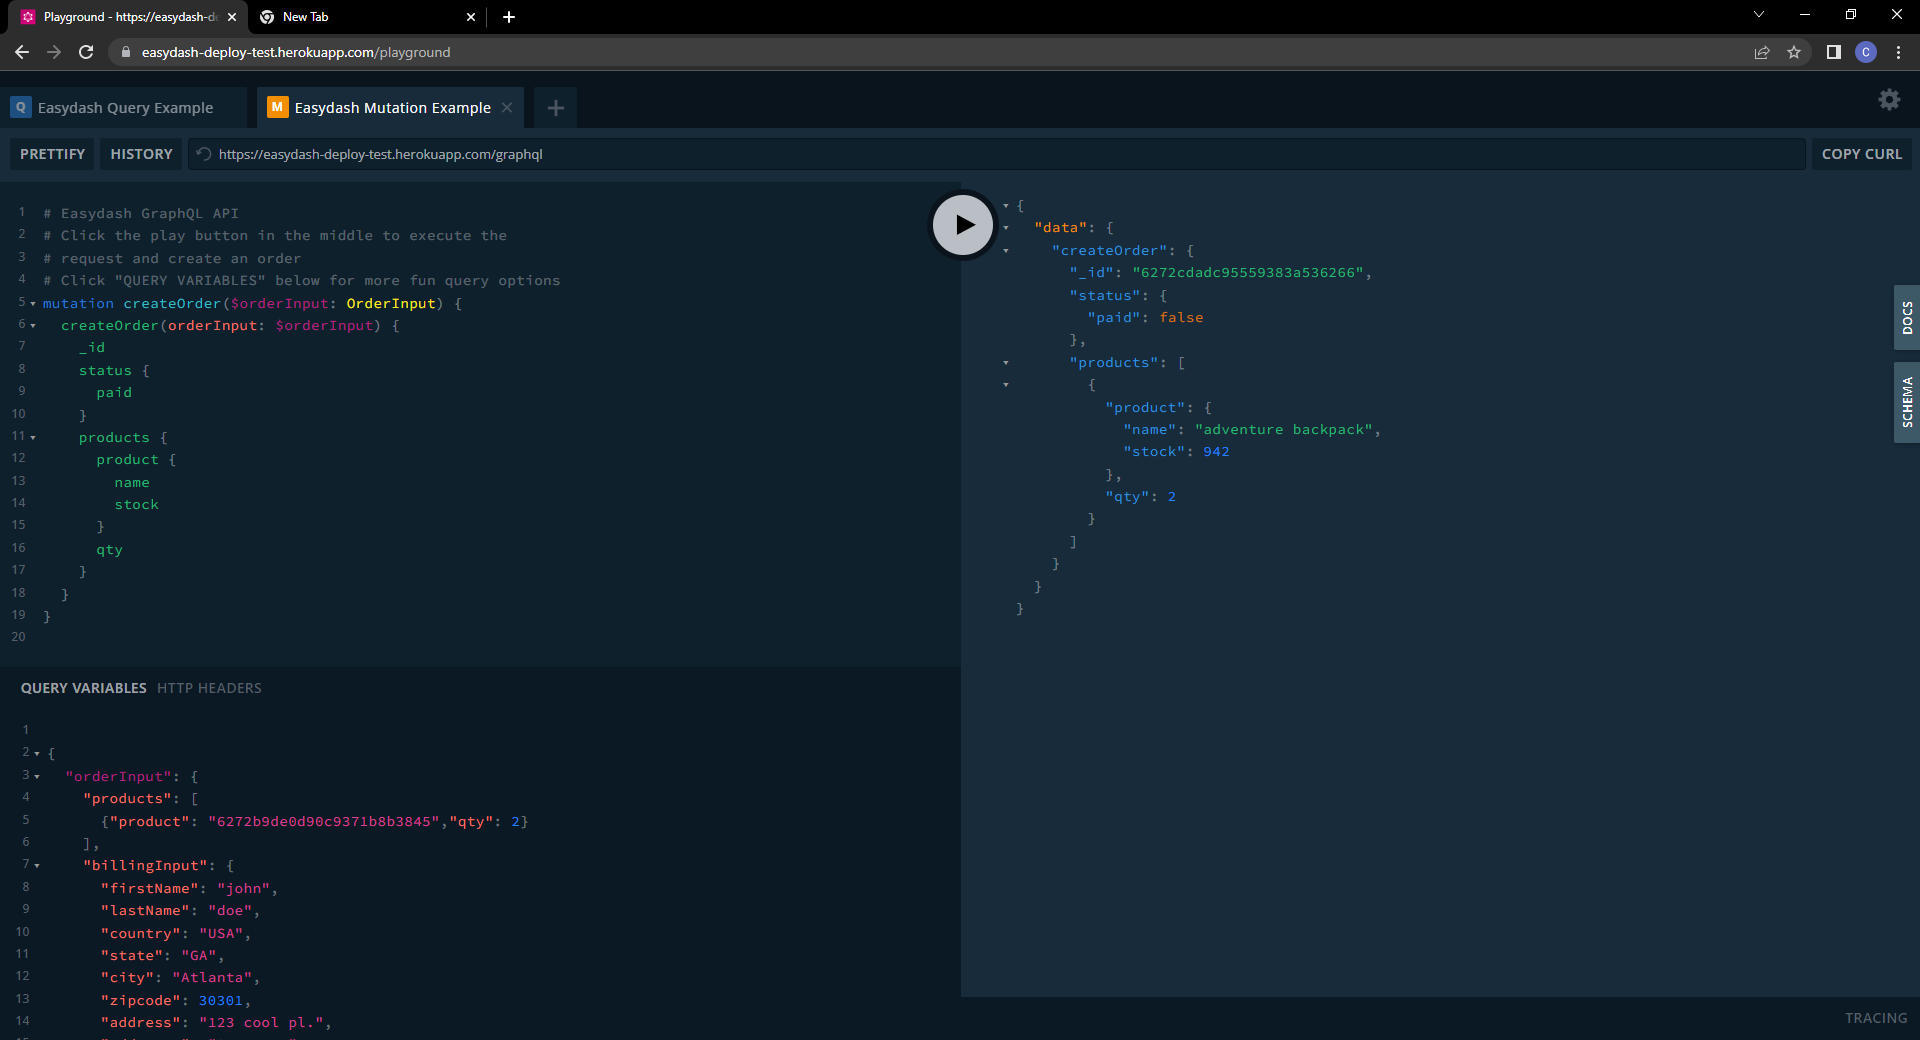 Playground - https://easydash-de
New Tab
easydash-deploy-test.herokuapp.com/playground
C
Q Easydash Query Example
M Easydash Mutation Example
PRETTIFY HISTORY https://easydash-deploy-test.herokuapp.com/graphql COPY CURL
1 # Easydash GraphQL API
2 # Click the play button in the middle to execute the
3 # request and create an order
4 # Click "QUERY VARIABLES" below for more fun query options
5 mutation createOrder($orderInput: OrderInput) {
6 createOrder(orderInput: $orderInput) {
7 _id
8 status {
9 paid
10 }
11 products {
12 product {
13 name
14 stock
15 }
16 qty
17 }
18 }
19 }
20
{
"data": {
"createOrder": {
"_id": "6272cdadc95559383a536266",
"status": {
"paid": false
},
"products": [
{
"product": {
"name": "adventure backpack",
"stock": 942
},
"qty": 2
}
]
}
}
}
DOCS
SCHEMA
QUERY VARIABLES HTTP HEADERS
1
2 {
3 "orderInput": {
4 "products": [
5 {"product": "6272b9de0d90c9371b8b3845","qty": 2}
6 ],
7 "billingInput": {
8 "firstName": "john",
9 "lastName": "doe",
10 "country": "USA",
11 "state": "GA",
12 "city": "Atlanta",
13 "zipcode": 30301,
14 "address": "123 cool pl.",
TRACING